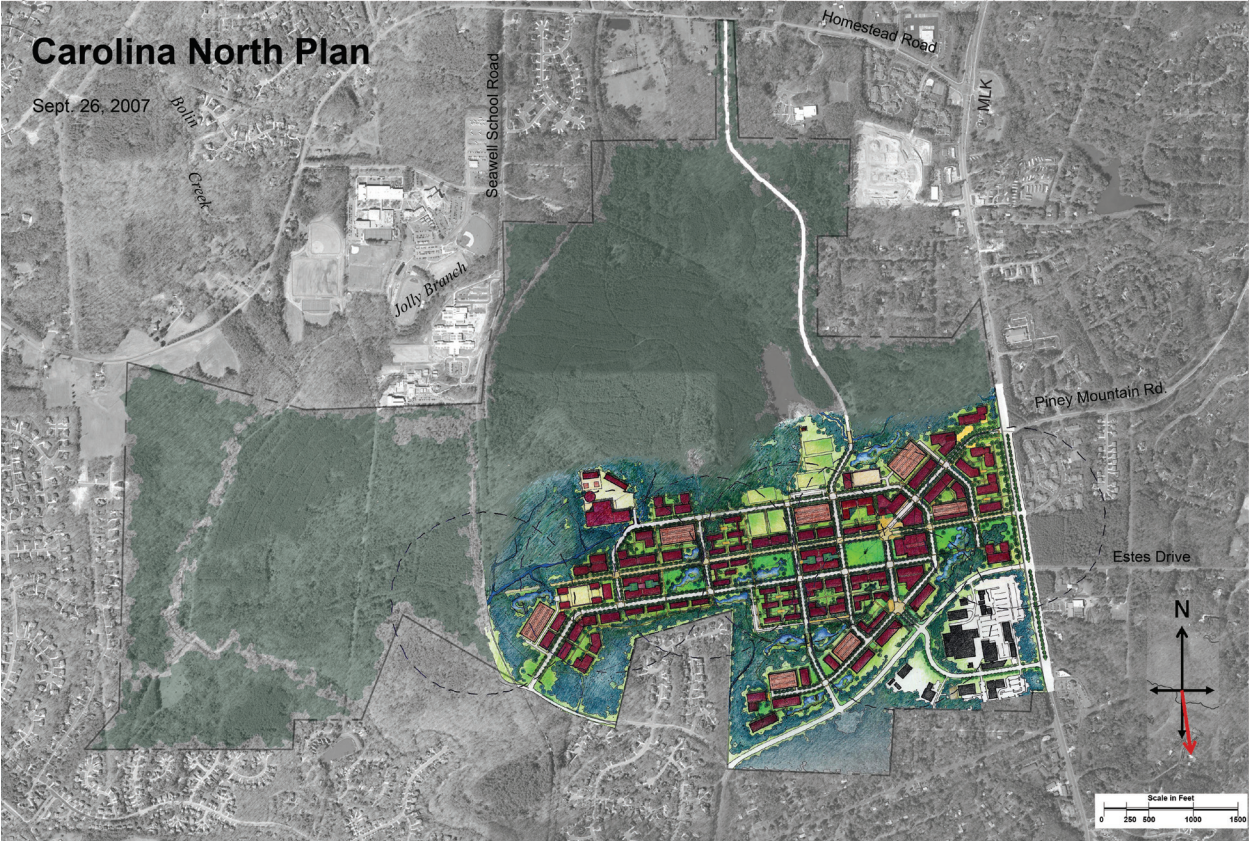 Carolina North Plan
Sept. 26, 2007
Bolin
Creek
Seawell School Road
Jolly Branch
Homestead Road
MLK
Piney Mountain Rd.
Estes Drive
N
Scale in Feet
0 250 500 1000 1500